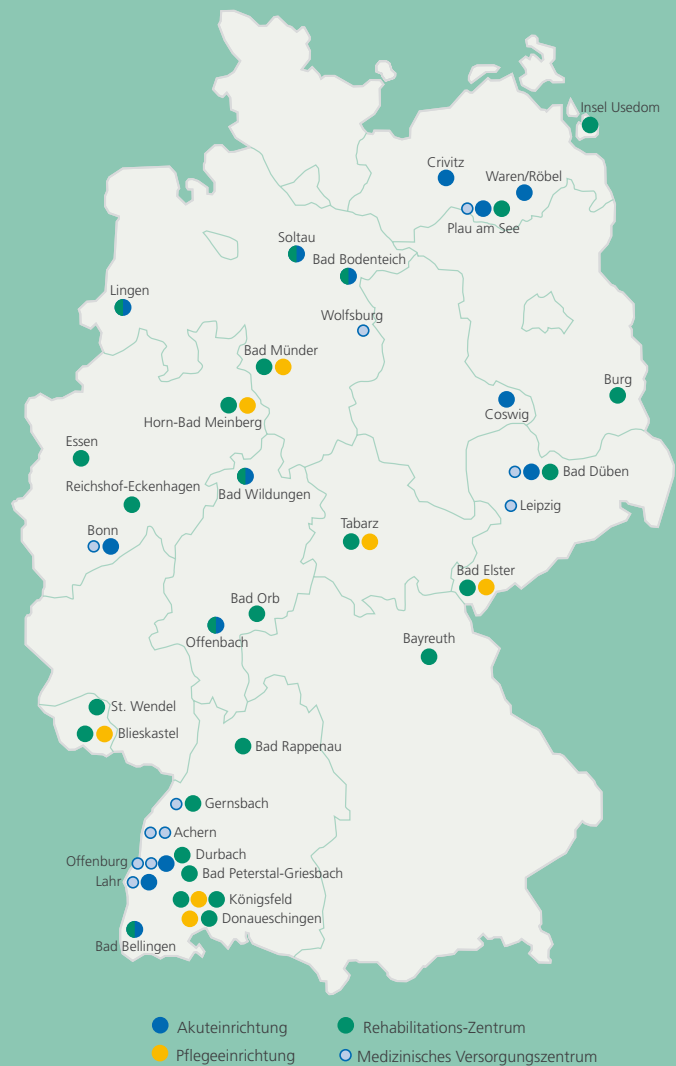 Insel Usedom
Crivitz
Waren/Röbel
Plau am See
Soltau
Bad Bodenteich
Lingen
Wolfsburg
Bad Münder
Burg
Coswig
Horn-Bad Meinberg
Essen
Bad Düben
Reichshof-Eckenhagen
Bad Wildungen
Leipzig
Bonn
Tabarz
Bad Elster
Bad Orb
Offenbach
Bayreuth
St. Wendel
Blieskastel
Bad Rappenau
Gernsbach
Achern
Durbach
Offenburg
Bad Peterstal-Griesbach
Lahr
Königsfeld
Donaueschingen
Bad Bellingen
Akuteinrichtung
Rehabilitations-Zentrum
Pflegeeinrichtung
Medizinisches Versorgungszentrum